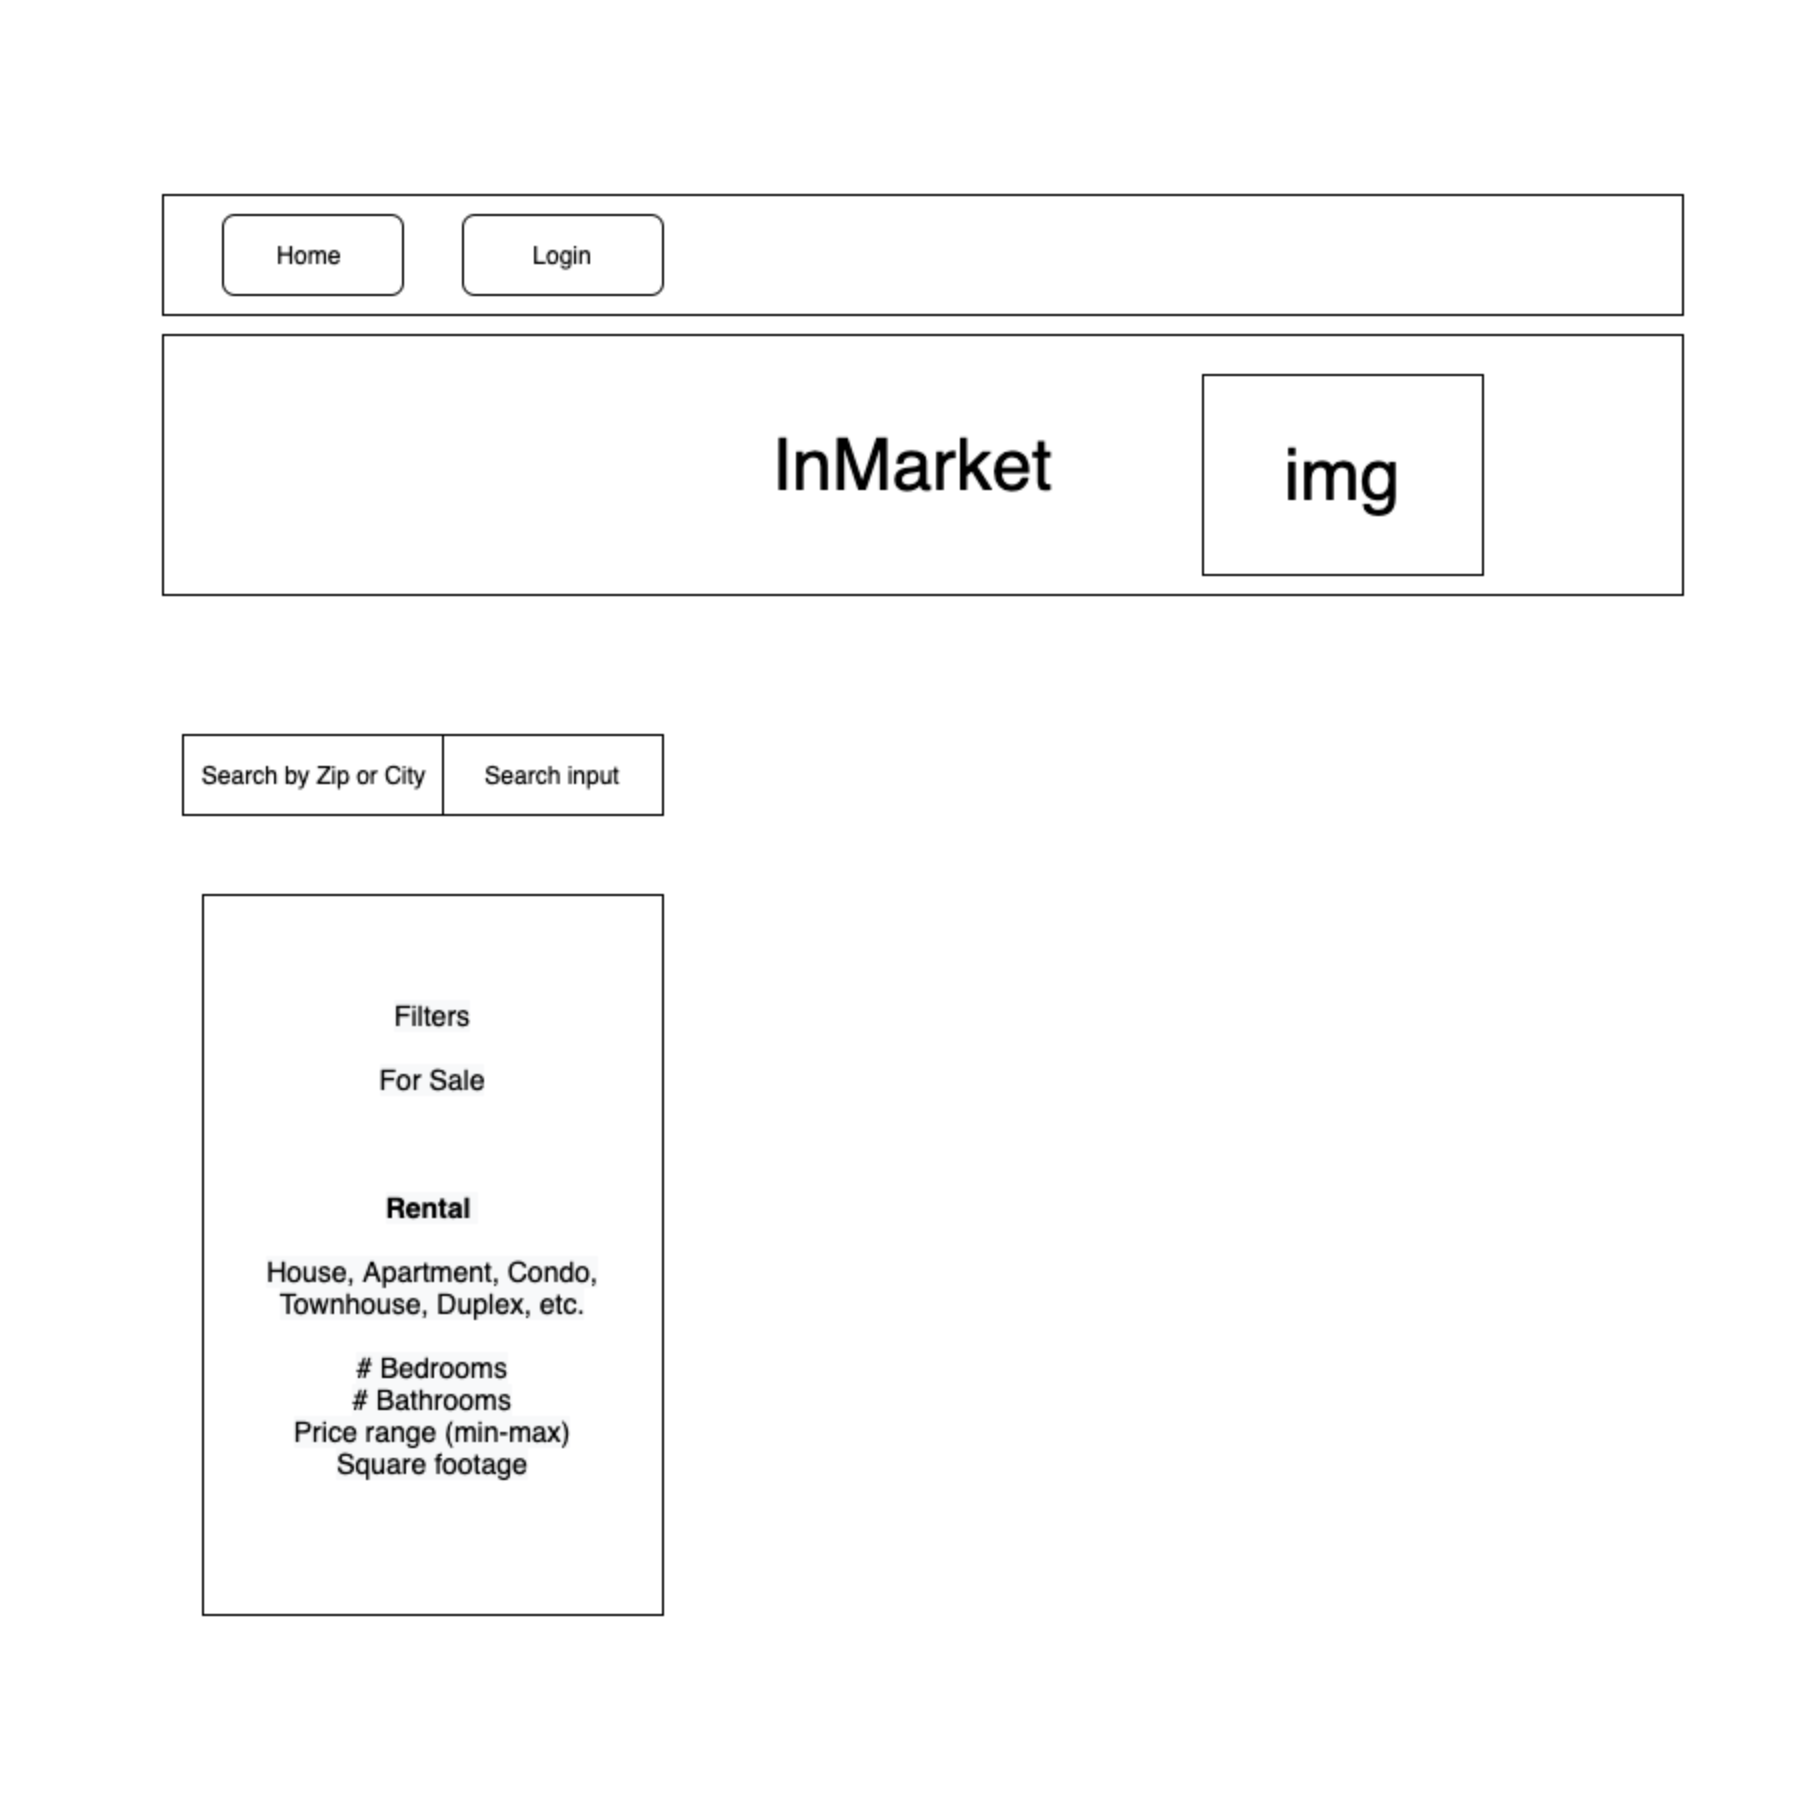 Home
Login
InMarket
img
Search by Zip or City
Search input
Filters
For Sale
Rental
House, Apartment, Condo,
Townhouse, Duplex, etc.
# Bedrooms
# Bathrooms
Price range (min-max)
Square footage